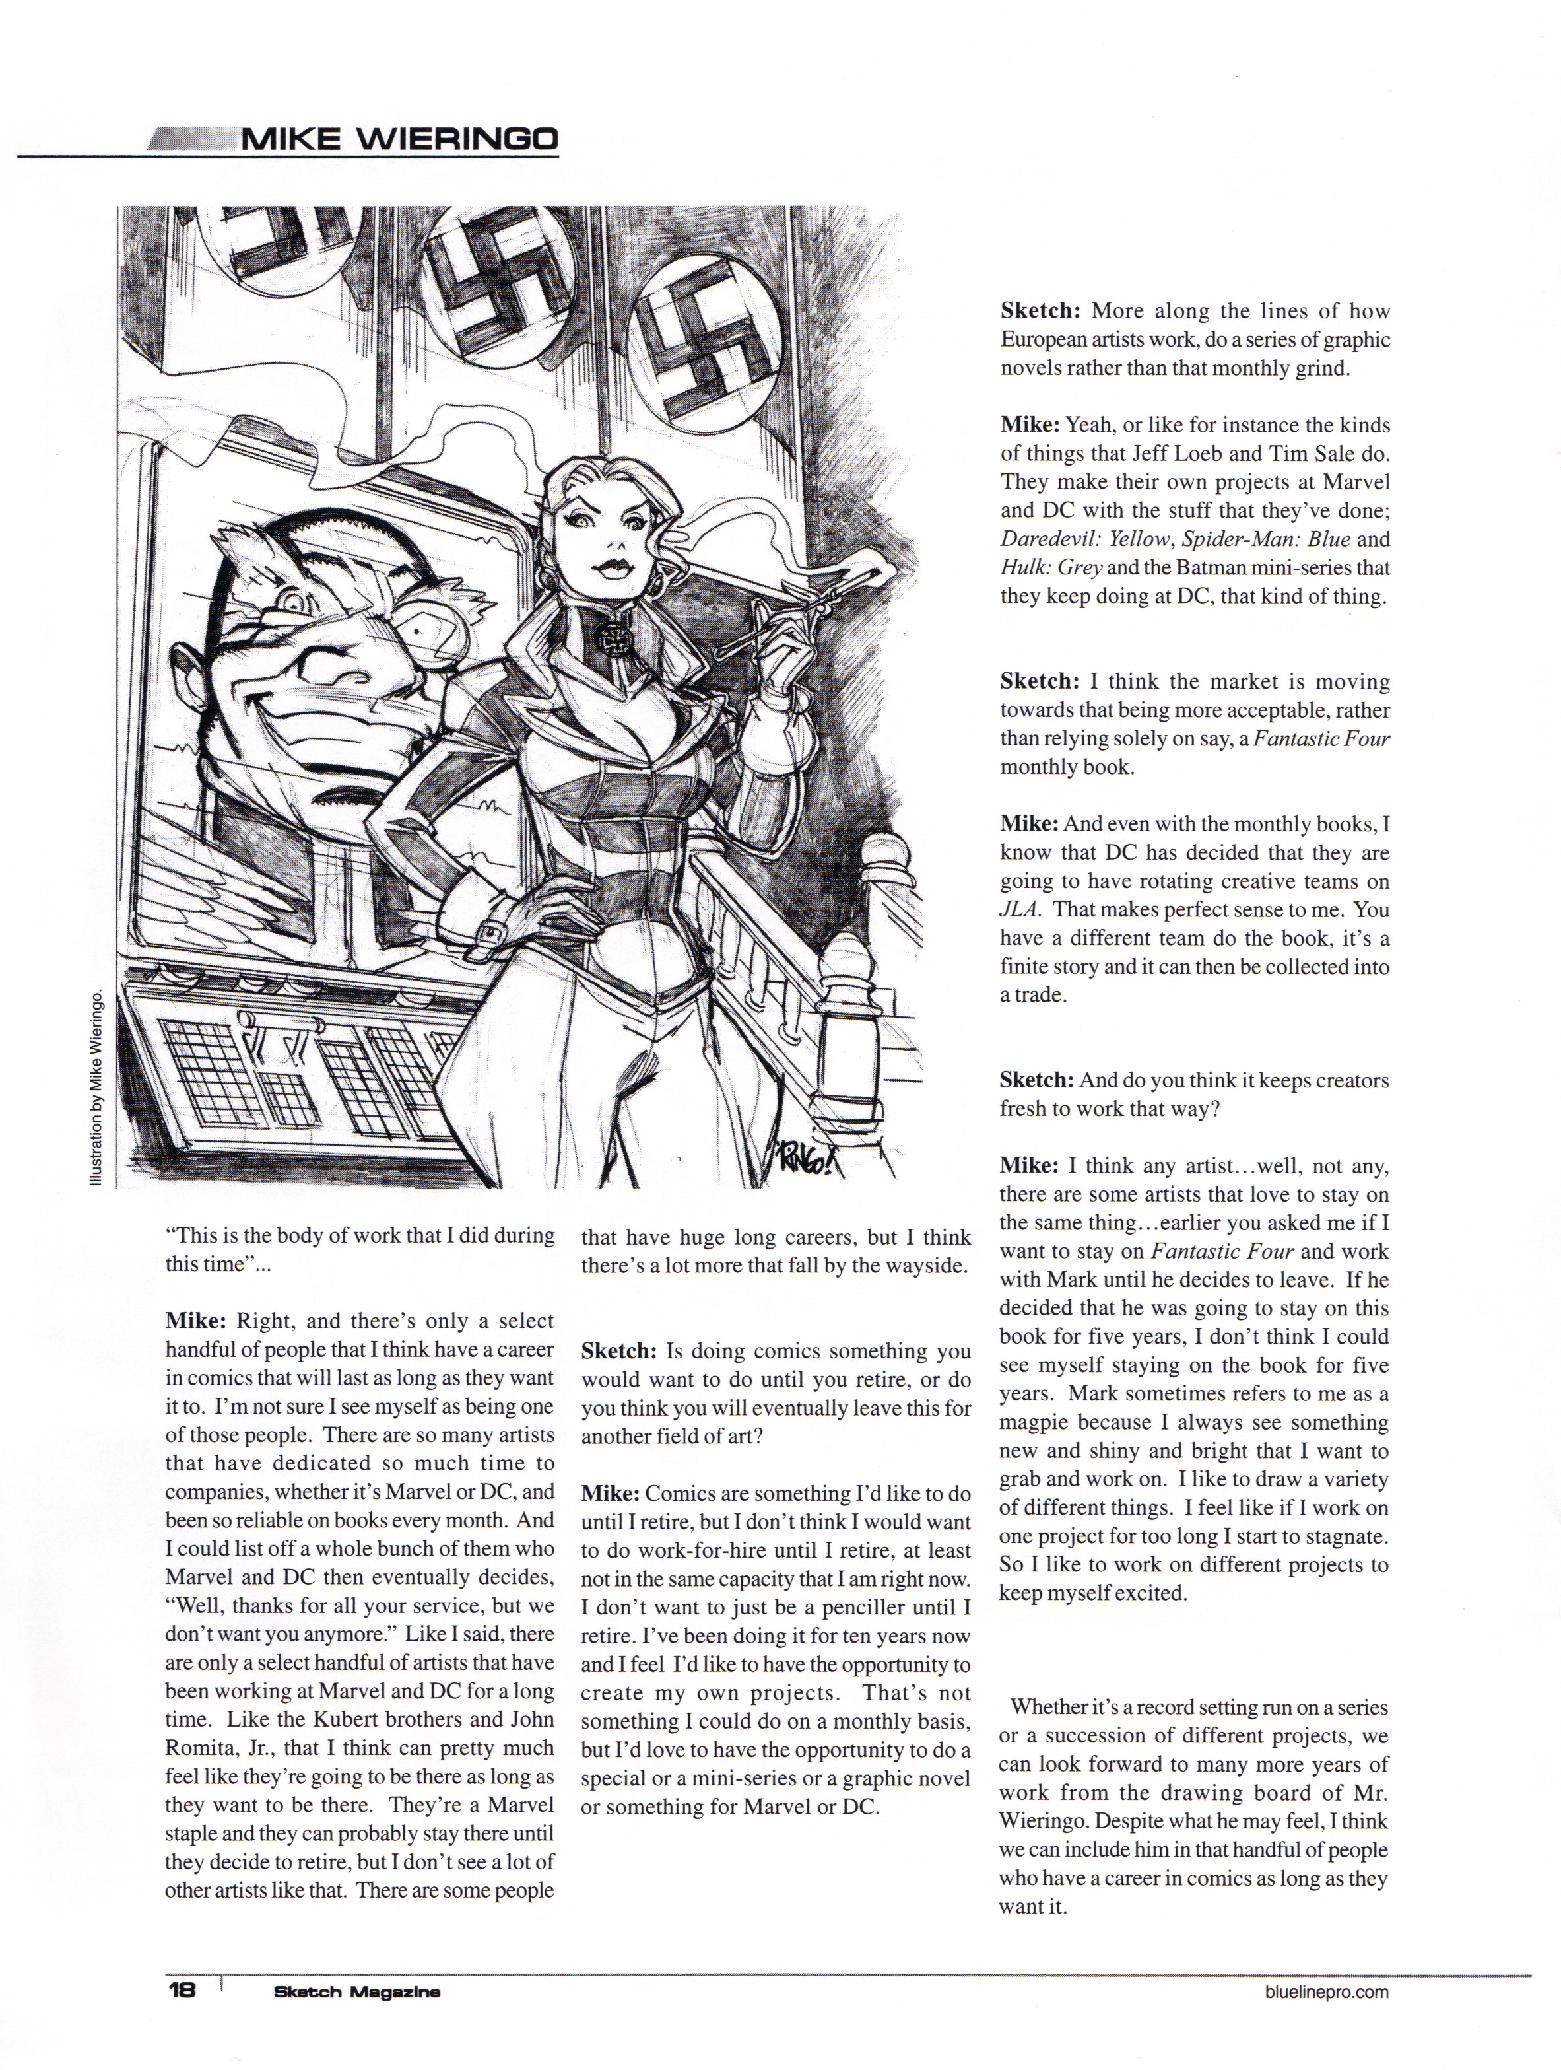 MIKE WIERINGO
Illustration by Mike Wieringo.
'RiNGO!
“This is the body of work that I did during
this time”...
Mike: Right, and there’s only a select
handful of people that I think have a career
in comics that will last as long as they want
it to.  I’m not sure I see myself as being one
of those people.  There are so many artists
that have dedicated so much time to
companies, whether it’s Marvel or DC, and
been so reliable on books every month.  And
I could list off a whole bunch of them who
Marvel and DC then eventually decides,
“Well, thanks for all your service, but we
don’t want you anymore.”  Like I said, there
are only a select handful of artists that have
been working at Marvel and DC for a long
time.  Like the Kubert brothers and John
Romita, Jr., that I think can pretty much
feel like they’re going to be there as long as
they want to be there.  They’re a Marvel
staple and they can probably stay there until
they decide to retire, but I don’t see a lot of
other artists like that.  There are some people
that have huge long careers, but I think
there’s a lot more that fall by the wayside.
Sketch: Is doing comics something you
would want to do until you retire, or do
you think you will eventually leave this for
another field of art?
Mike: Comics are something I’d like to do
until I retire, but I don’t think I would want
to do work-for-hire until I retire, at least
not in the same capacity that I am right now.
I don’t want to just be a penciller until I
retire. I’ve been doing it for ten years now
and I feel  I’d like to have the opportunity to
create my own projects.  That’s not
something I could do on a monthly basis,
but I’d love to have the opportunity to do a
special or a mini-series or a graphic novel
or something for Marvel or DC.
Sketch: More along the lines of how
European artists work, do a series of graphic
novels rather than that monthly grind.
Mike: Yeah, or like for instance the kinds
of things that Jeff Loeb and Tim Sale do.
They make their own projects at Marvel
and DC with the stuff that they’ve done;
Daredevil: Yellow, Spider-Man: Blue and
Hulk: Grey and the Batman mini-series that
they keep doing at DC, that kind of thing.
Sketch: I think the market is moving
towards that being more acceptable, rather
than relying solely on say, a Fantastic Four
monthly book.
Mike: And even with the monthly books, I
know that DC has decided that they are
going to have rotating creative teams on
JLA.  That makes perfect sense to me.  You
have a different team do the book, it’s a
finite story and it can then be collected into
a trade.
Sketch: And do you think it keeps creators
fresh to work that way?
Mike: I think any artist...well, not any,
there are some artists that love to stay on
the same thing...earlier you asked me if I
want to stay on Fantastic Four and work
with Mark until he decides to leave.  If he
decided that he was going to stay on this
book for five years, I don’t think I could
see myself staying on the book for five
years.  Mark sometimes refers to me as a
magpie because I always see something
new and shiny and bright that I want to
grab and work on.  I like to draw a variety
of different things.  I feel like if I work on
one project for too long I start to stagnate.
So I like to work on different projects to
keep myself excited.
Whether it’s a record setting run on a series
or a succession of different projects, we
can look forward to many more years of
work from the drawing board of Mr.
Wieringo. Despite what he may feel, I think
we can include him in that handful of people
who have a career in comics as long as they
want it.
18
Sketch Magazine
bluelinepro.com